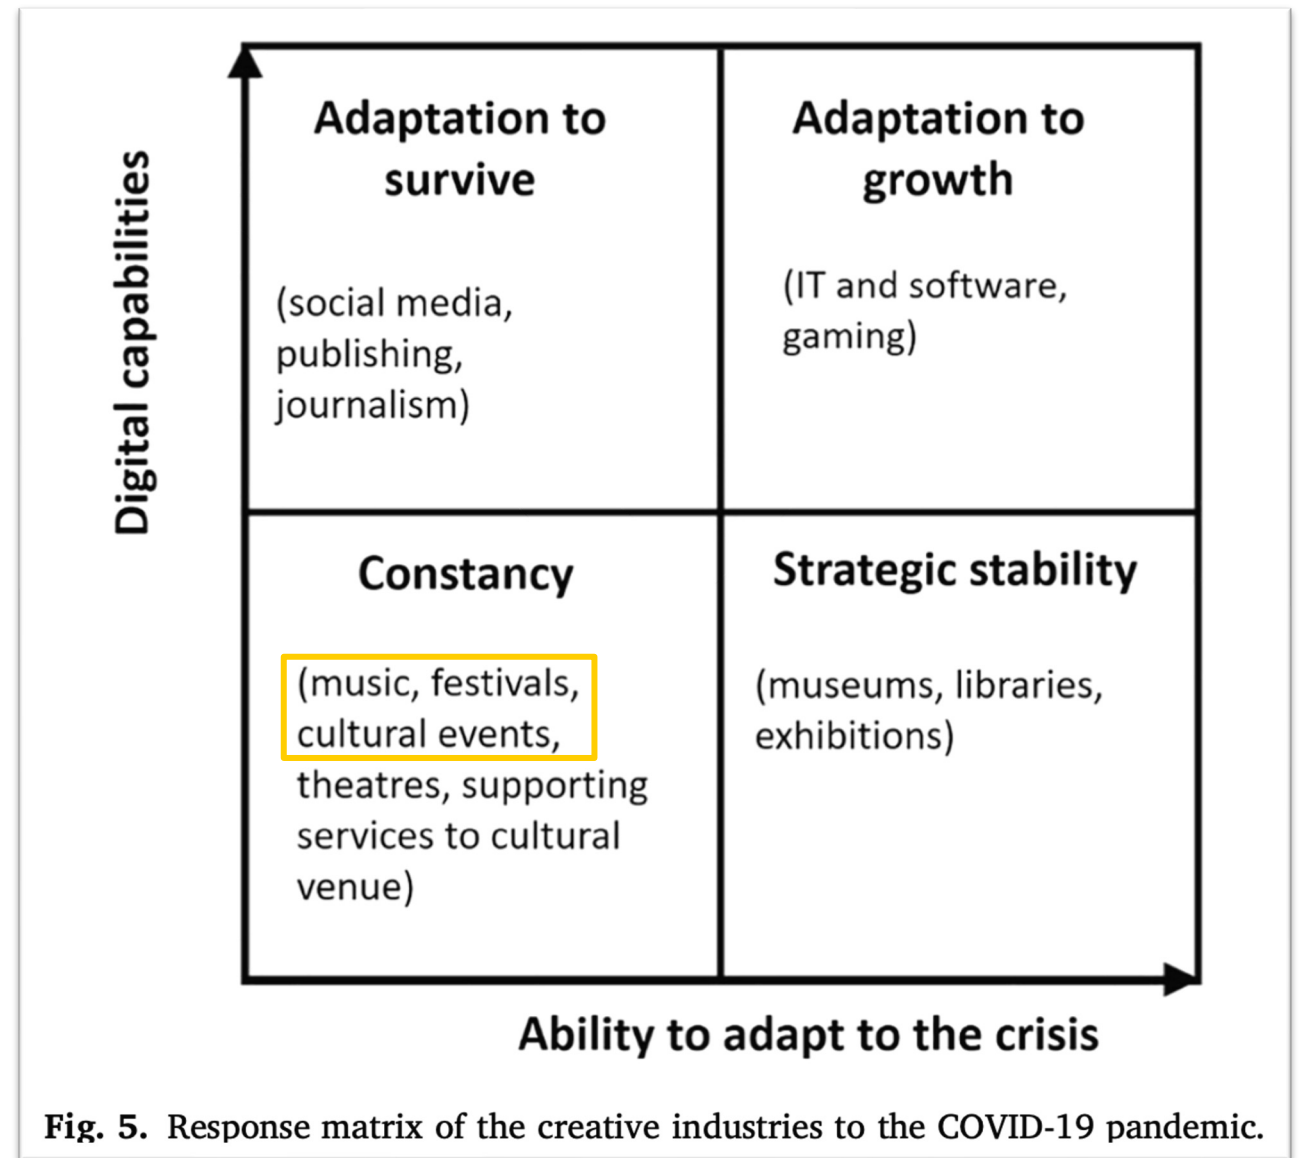 Digital capabilities
Adaptation to
survive
(social media,
publishing,
journalism)
Adaptation to
growth
(IT and software,
gaming)
Constancy
(music, festivals,
cultural events,
theatres, supporting
services to cultural
venue)
Strategic stability
(museums, libraries,
exhibitions)
Ability to adapt to the crisis
Fig. 5. Response matrix of the creative industries to the COVID-19 pandemic.